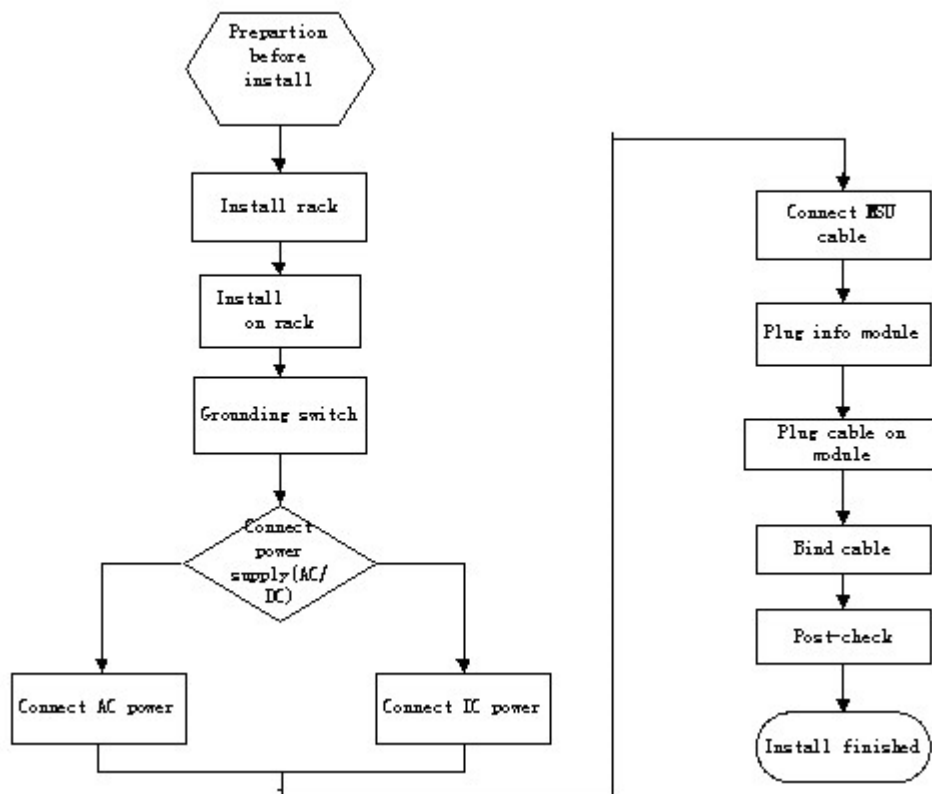 Prepartion
before
install
Install rack
Install
on rack
Grounding switch
Connect
power
supply(AC/
DC)
Connect AC power
Connect DC power
Connect
cable
Plug info module
Plug cable on
module
Bind cable
Post-check
Install finished